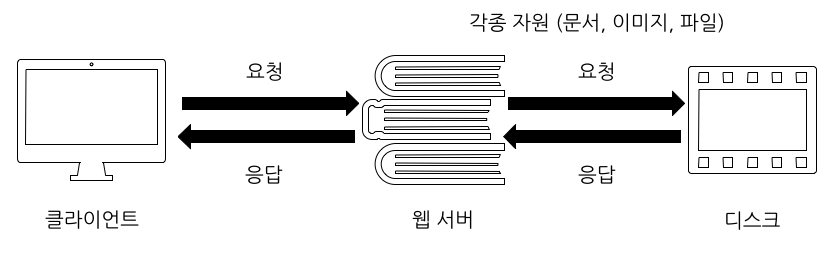 각종 자원 (문서, 이미지, 파일)
요청
요청
응답
응답
클라이언트
웹 서버
디스크